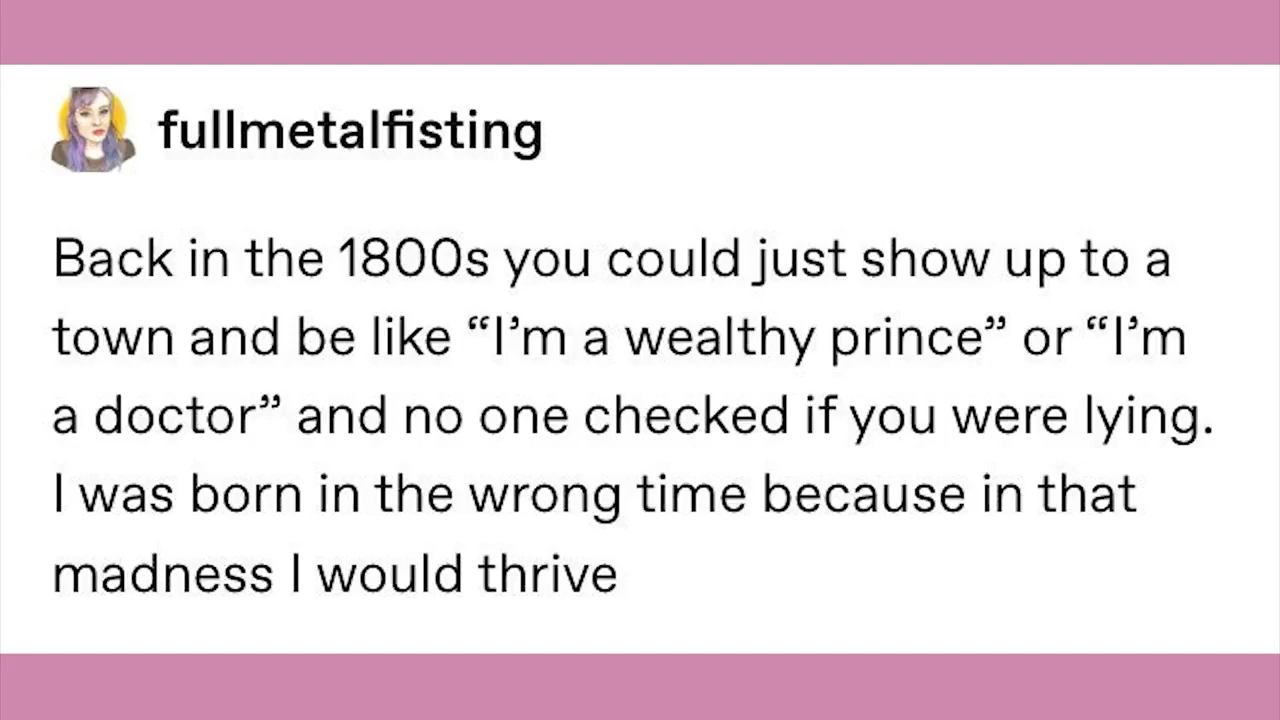 fullmetalfisting
Back in the 1800s you could just show up to a
town and be like “I’m a wealthy prince” or “I’m
a doctor” and no one checked if you were lying.
I was born in the wrong time because in that
madness I would thrive